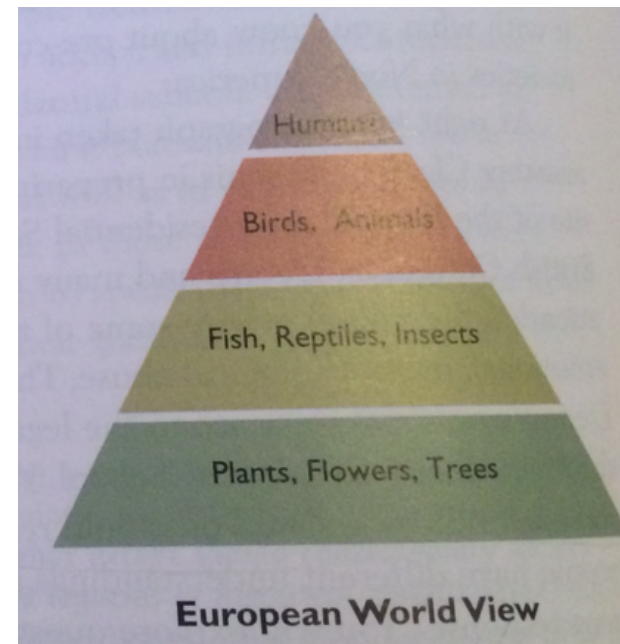 Humans
Birds, Animals
Fish, Reptiles, Insects
Plants, Flowers, Trees
European World View